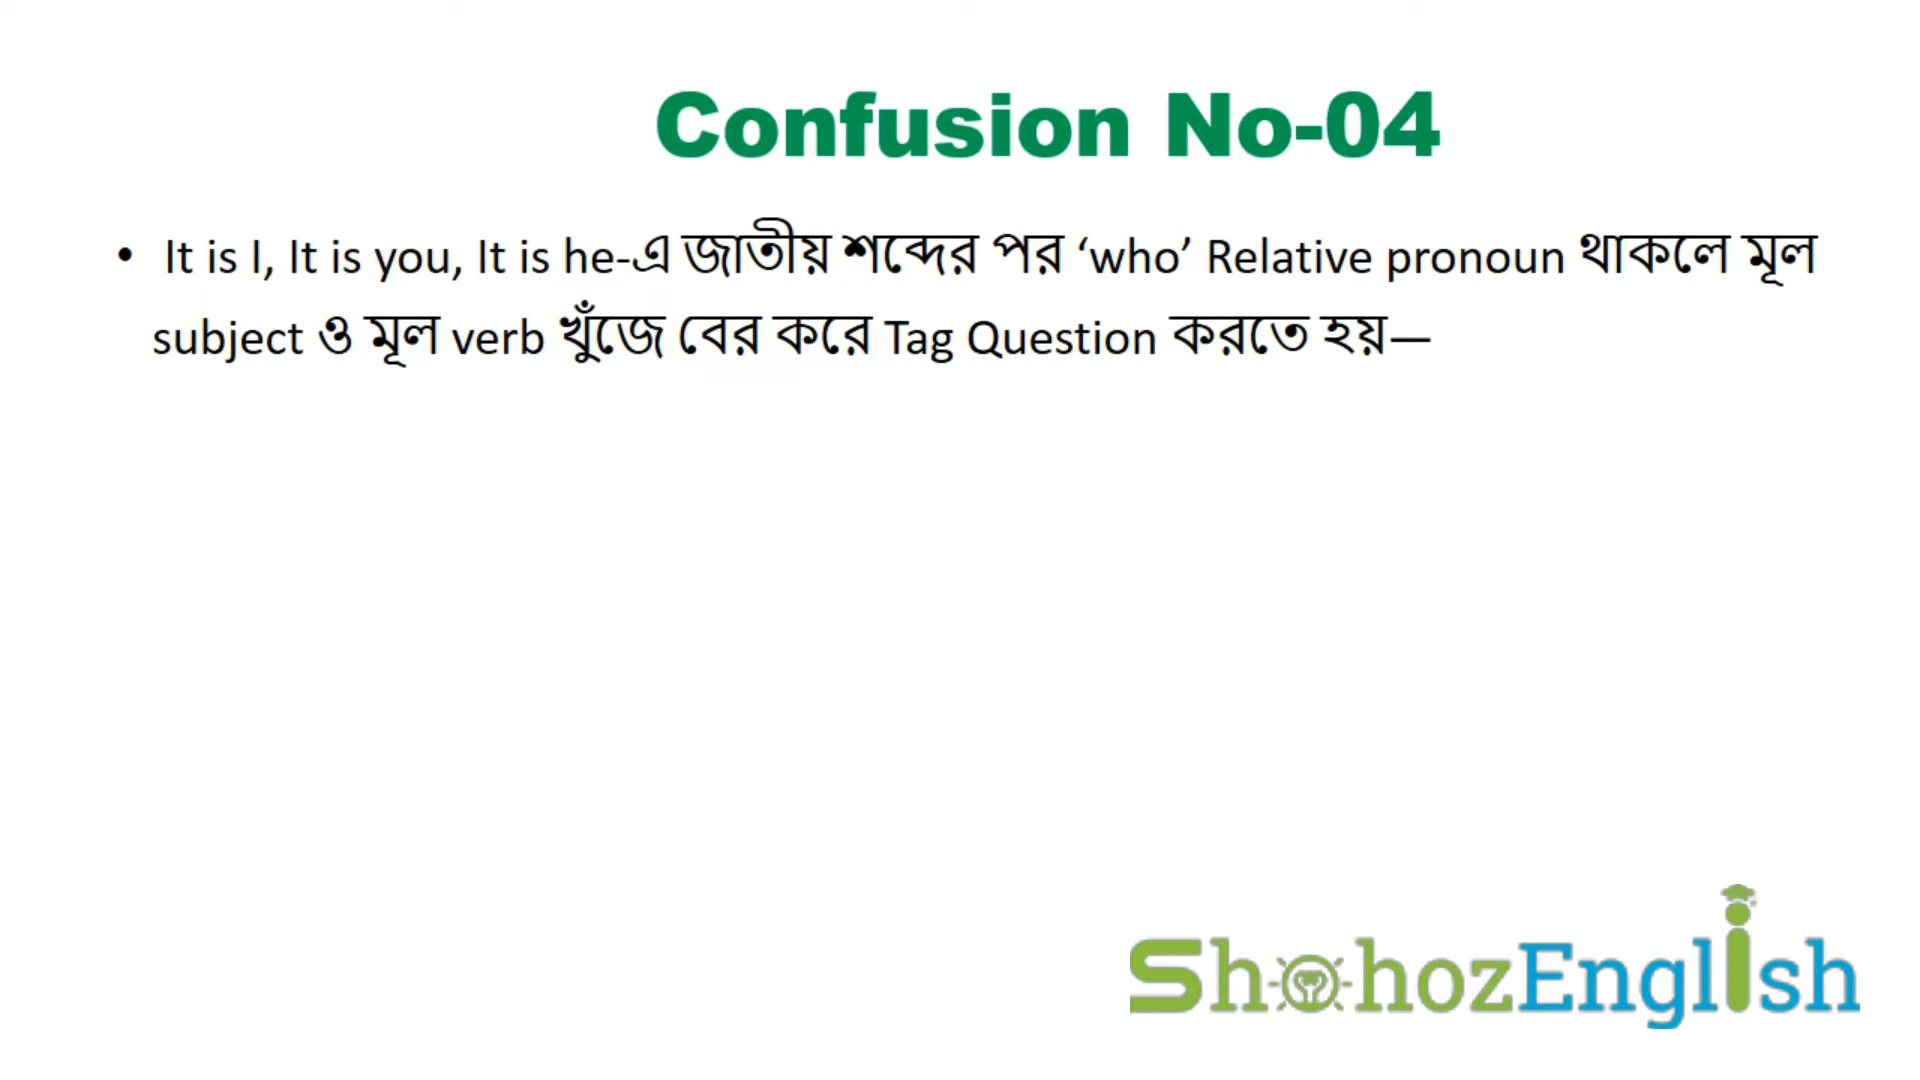 Confusion No-04
• It is I, It is you, It is he-এ জাতীয় শব্দের পর ‘who’ Relative pronoun থাকলে মূল
subject ও মূল verb খুঁজে বের করে Tag Question করতে হয়—
ShohozEnglish